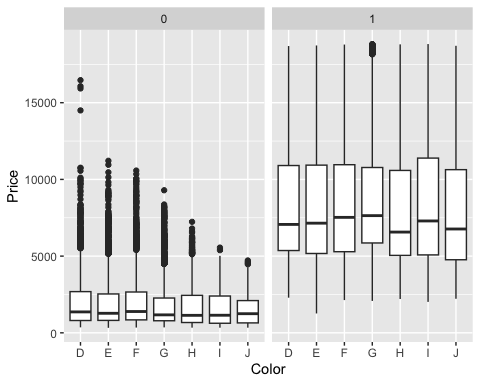 0 1
Price
15000
10000
5000
0
D E F G H I J D E F G H I J
Color